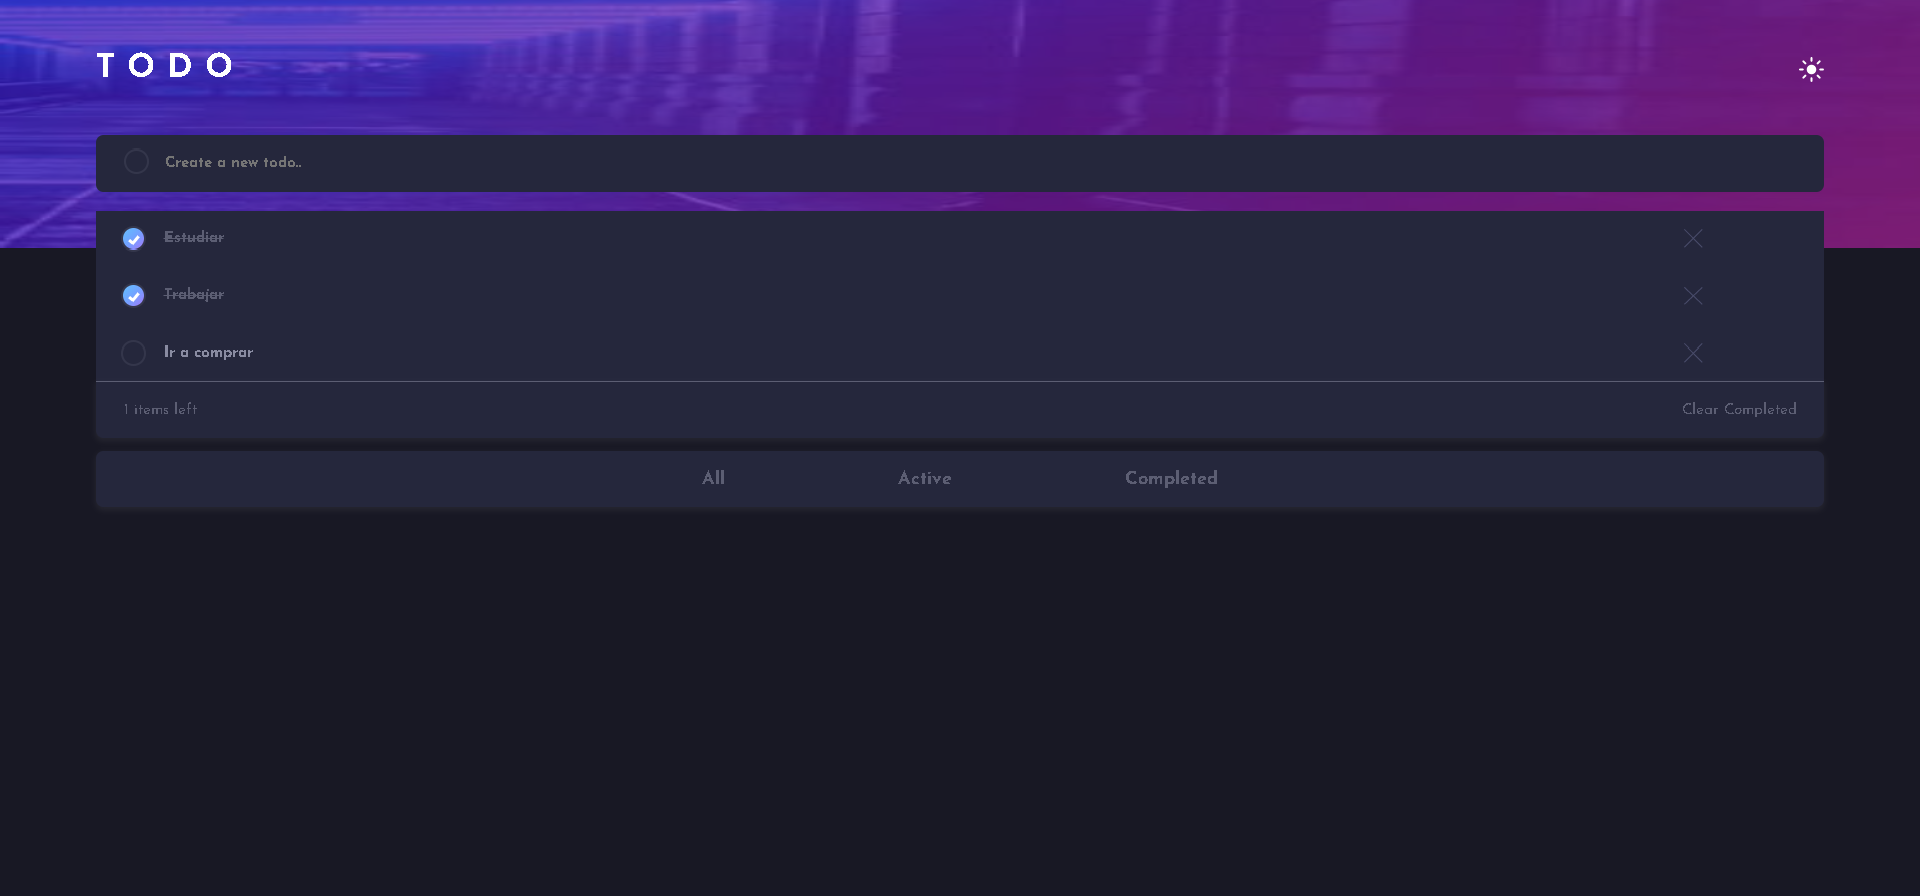 TODO
Create a new todo..
Estudiar
Trabajar
Ir a comprar
1 items left
Clear Completed
All
Active
Completed